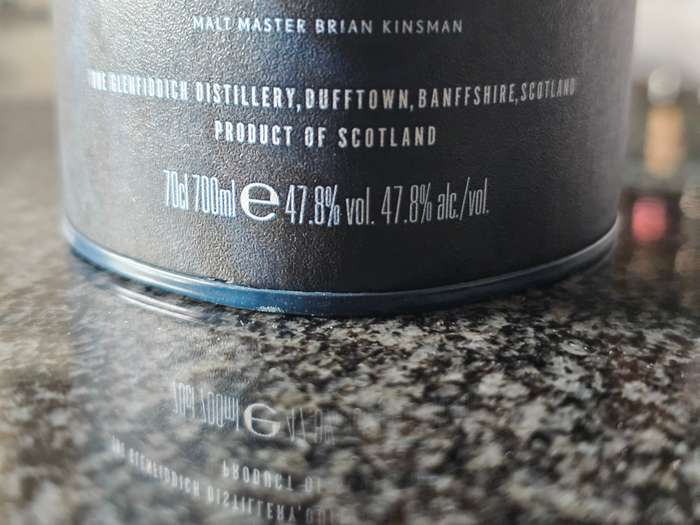 MALT MASTER BRIAN KINSMAN
THE GLENFIDDICH DISTILLERY, DUFFTOWN, BANFFSHIRE, SCOTLAND
PRODUCT OF SCOTLAND
70cl 700ml e 47.8% vol. 47.8% alc./vol.